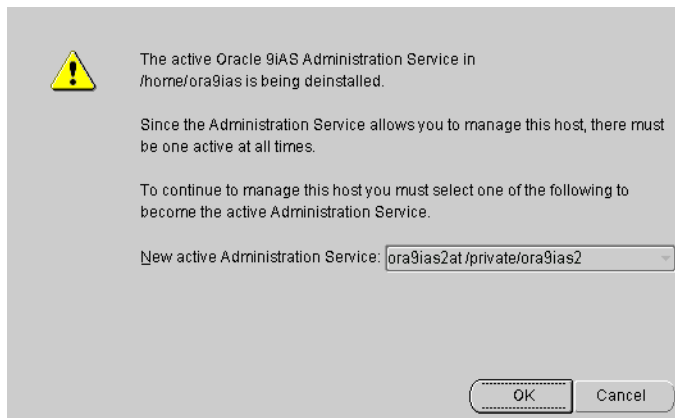 The active Oracle 9iAS Administration Service in
/home/ora9ias is being deinstalled.
Since the Administration Service allows you to manage this host, there must
be one active at all times.
To continue to manage this host you must select one of the following to
become the active Administration Service.
New active Administration Service: ora9ias2at /private/ora9ias2
OK Cancel